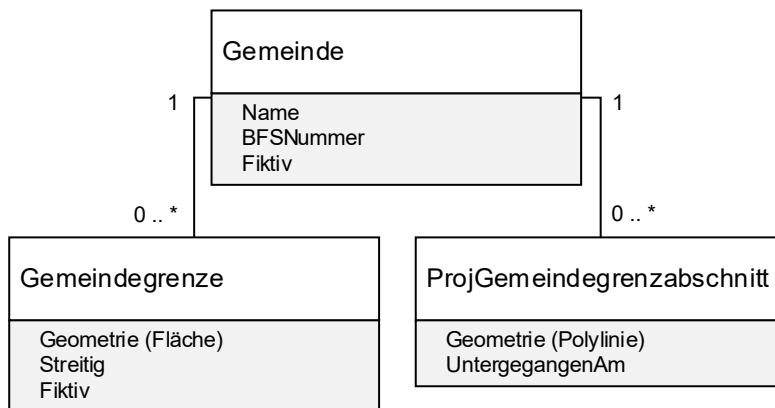 Gemeinde
1
1
Name
BFSNummer
Fiktiv
0 .. *
0 .. *
Gemeindegrenze
ProjGemeindegrenzabschnitt
Geometrie (Fläche)
Streitig
Fiktiv
Geometrie (Polylinie)
UntergegangenAm